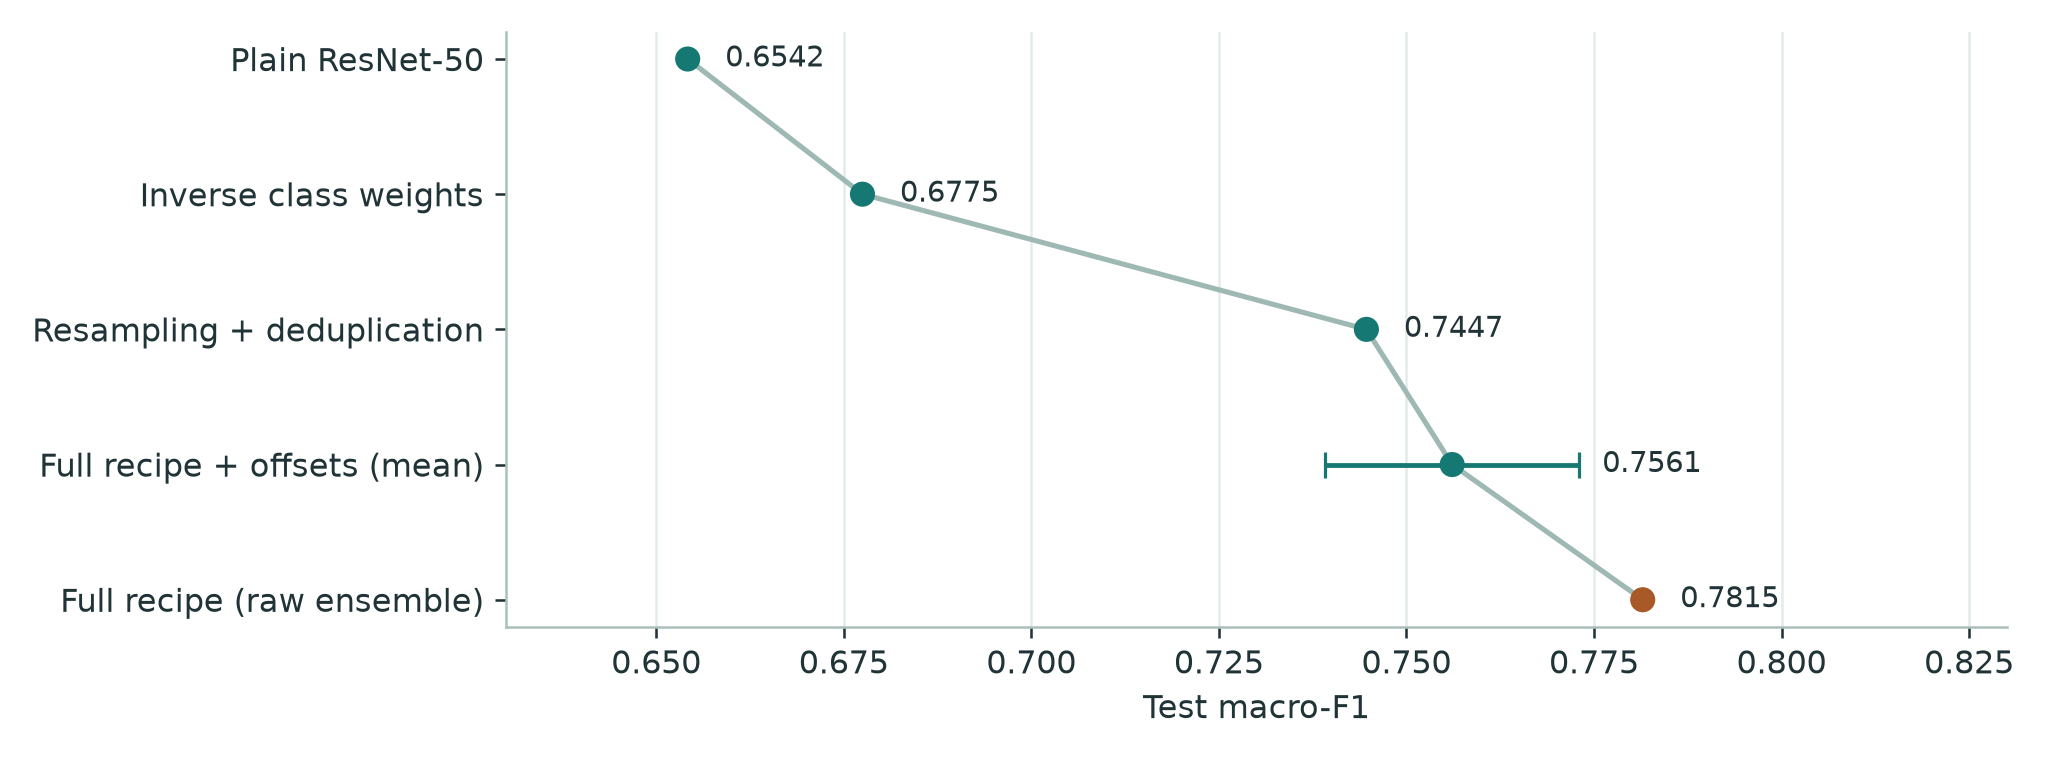 Plain ResNet-50
0.6542
Inverse class weights
0.6775
Resampling + deduplication
0.7447
Full recipe + offsets (mean)
0.7561
Full recipe (raw ensemble)
0.7815
0.650 0.675 0.700 0.725 0.750 0.775 0.800 0.825
Test macro-F1